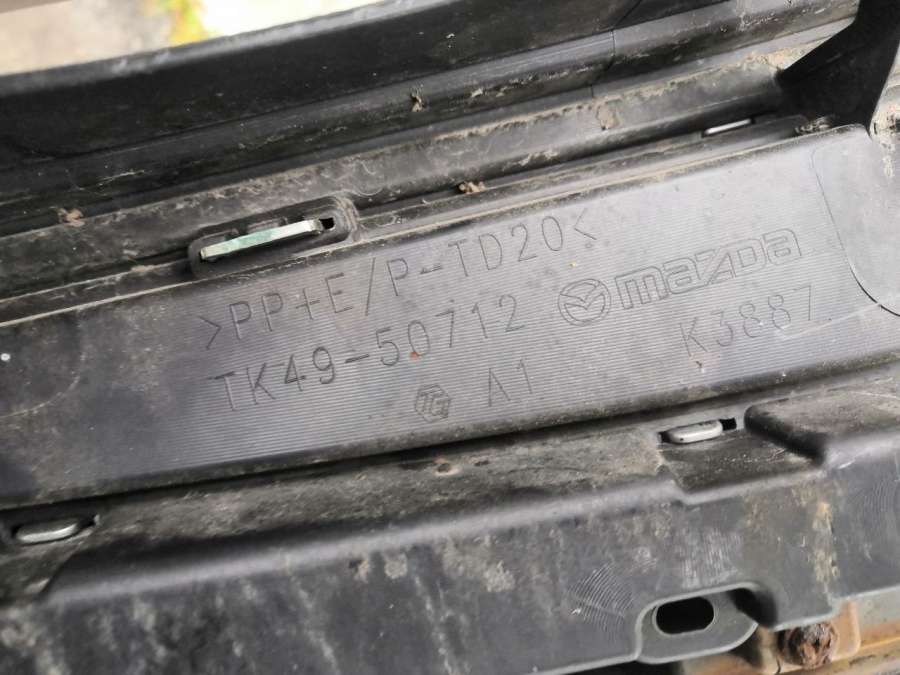 >PP+E/P-TD20<
TK49-50712 mazda
A1 K3887